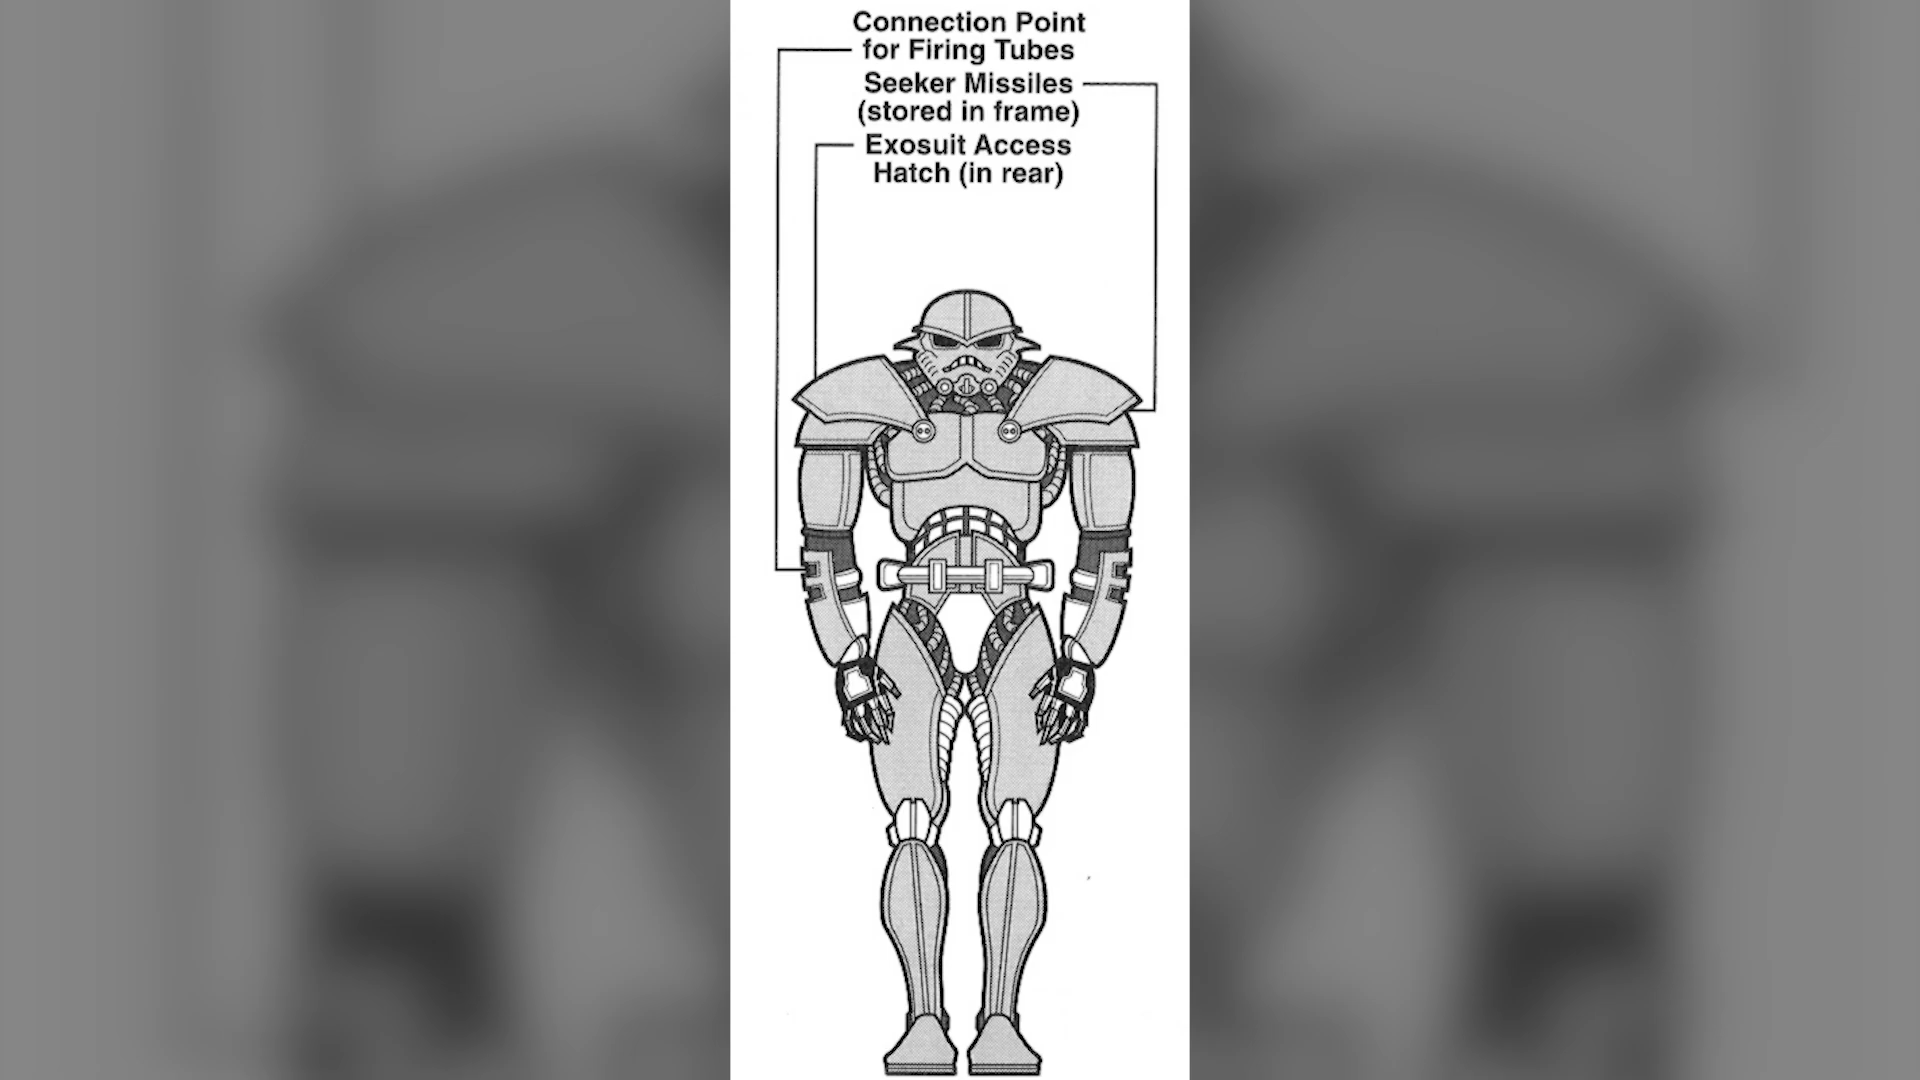 Connection Point
for Firing Tubes
Seeker Missiles
(stored in frame)
Exosuit Access
Hatch (in rear)